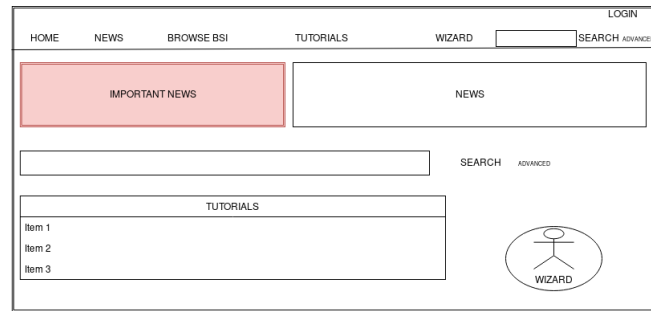 LOGIN
HOME NEWS BROWSE BSI TUTORIALS WIZARD SEARCH ADVANCED
IMPORTANT NEWS NEWS
SEARCH ADVANCED
TUTORIALS
Item 1
Item 2
Item 3
WIZARD